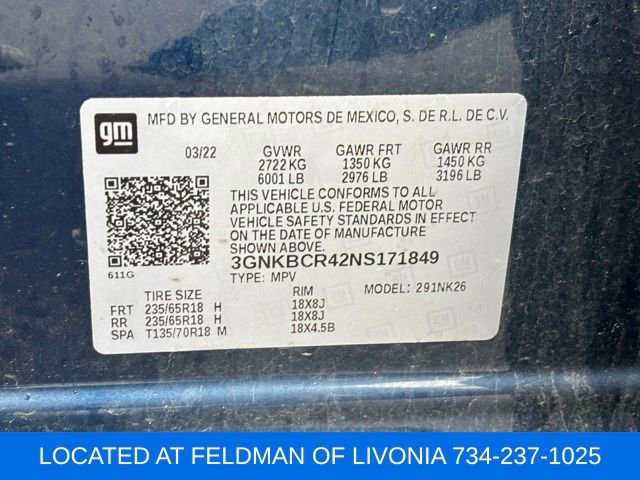 gm MFD BY GENERAL MOTORS DE MEXICO, S. DE R.L. DE C.V.
03/22 GVWR GAWR FRT GAWR RR
2722 KG 1350 KG 1450 KG
6001 LB 2976 LB 3196 LB
THIS VEHICLE CONFORMS TO ALL
APPLICABLE U.S. FEDERAL MOTOR
VEHICLE SAFETY STANDARDS IN EFFECT
ON THE DATE OF MANUFACTURE
SHOWN ABOVE.
3GNKBCR42NS171849
611G TYPE: MPV MODEL: 291NK26
TIRE SIZE RIM
FRT 235/65R18 H 18X8J
RR 235/65R18 H 18X8J
SPA T135/70R18 M 18X4.5B
LOCATED AT FELDMAN OF LIVONIA 734-237-1025